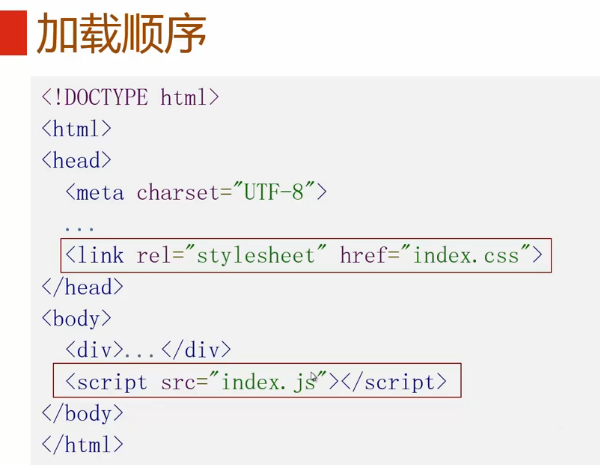 加载顺序
<!DOCTYPE html>
<html>
<head>
<meta charset="UTF-8">
...
<link rel="stylesheet" href="index.css">
</head>
<body>
<div>...</div>
<script src="index.js"></script>
</body>
</html>